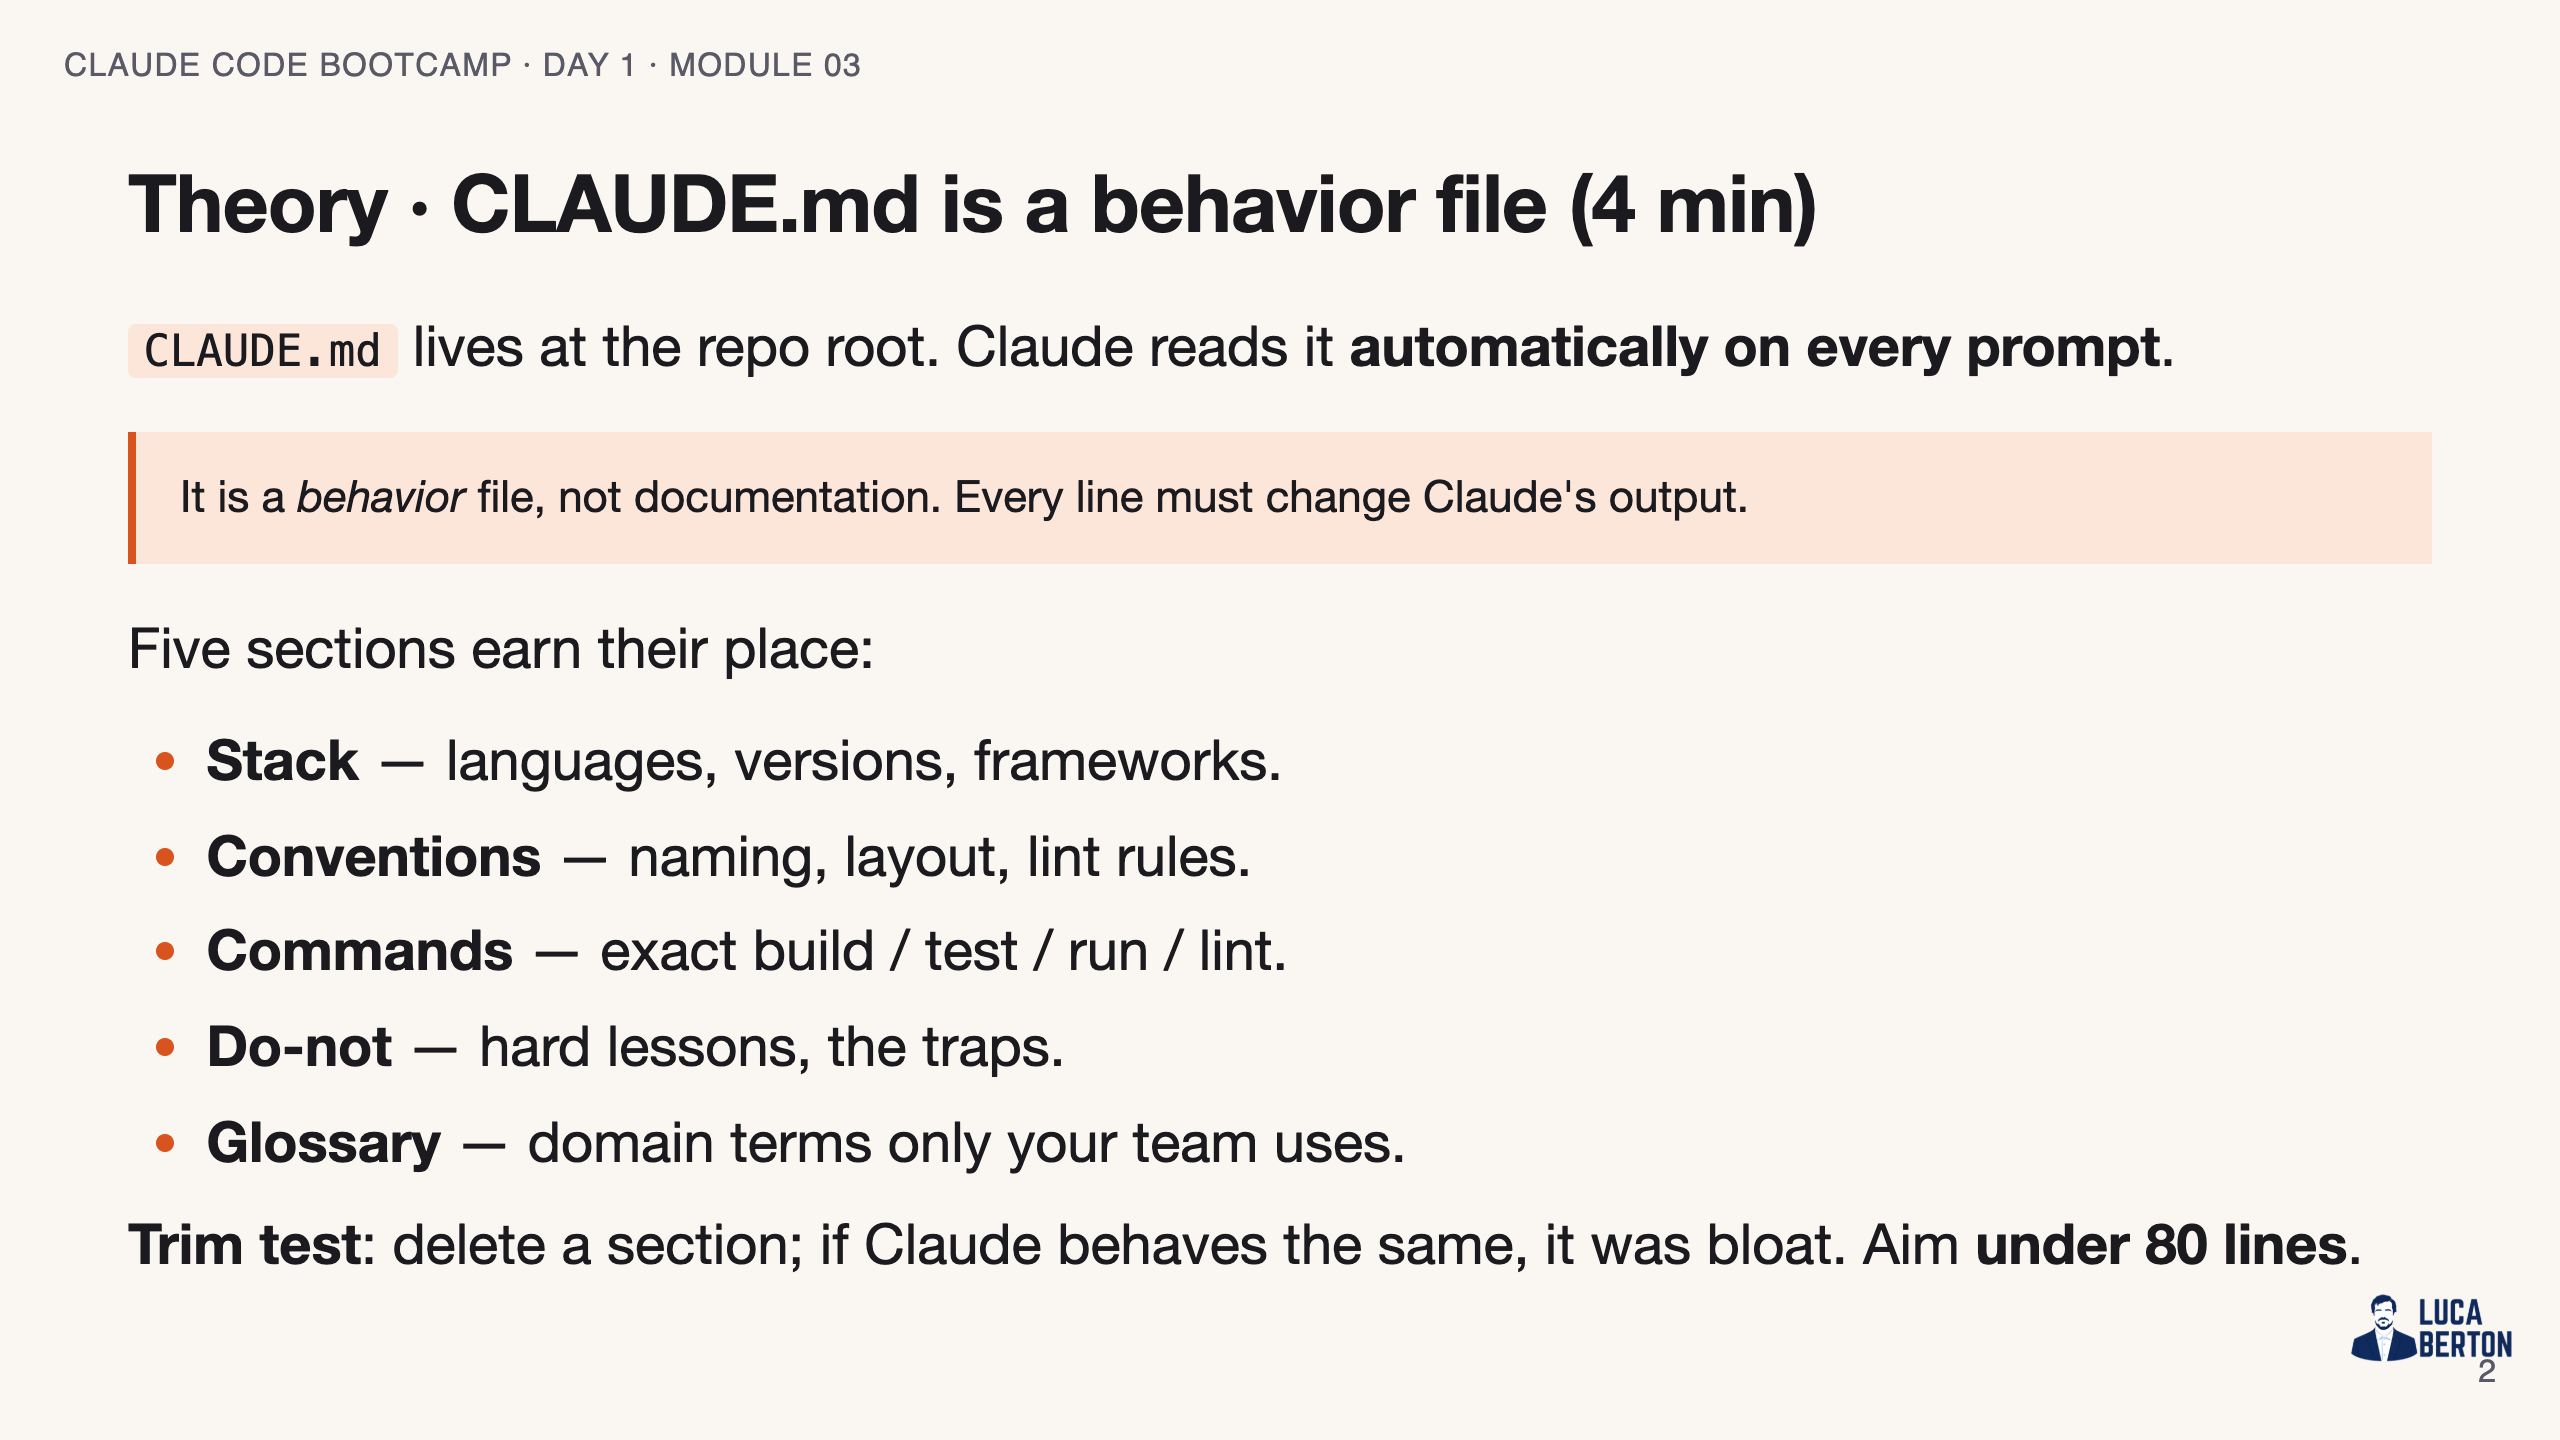 CLAUDE CODE BOOTCAMP · DAY 1 · MODULE 03
Theory · CLAUDE.md is a behavior file (4 min)
CLAUDE.md lives at the repo root. Claude reads it automatically on every prompt.
It is a behavior file, not documentation. Every line must change Claude's output.
Five sections earn their place:
• Stack — languages, versions, frameworks.
• Conventions — naming, layout, lint rules.
• Commands — exact build / test / run / lint.
• Do-not — hard lessons, the traps.
• Glossary — domain terms only your team uses.
Trim test: delete a section; if Claude behaves the same, it was bloat. Aim under 80 lines.
LUCA
BERTON
2